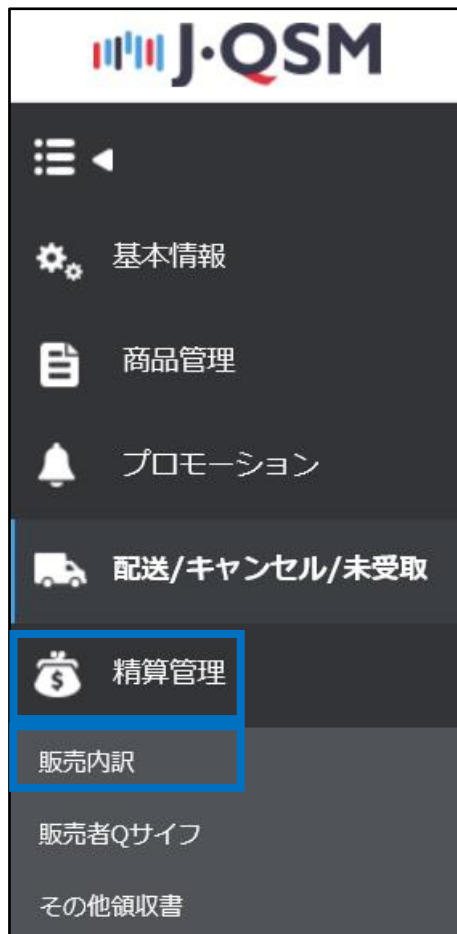 J·QSM
基本情報
商品管理
プロモーション
配送/キャンセル/未受取
精算管理
販売内訳
販売者Qサイフ
その他領収書